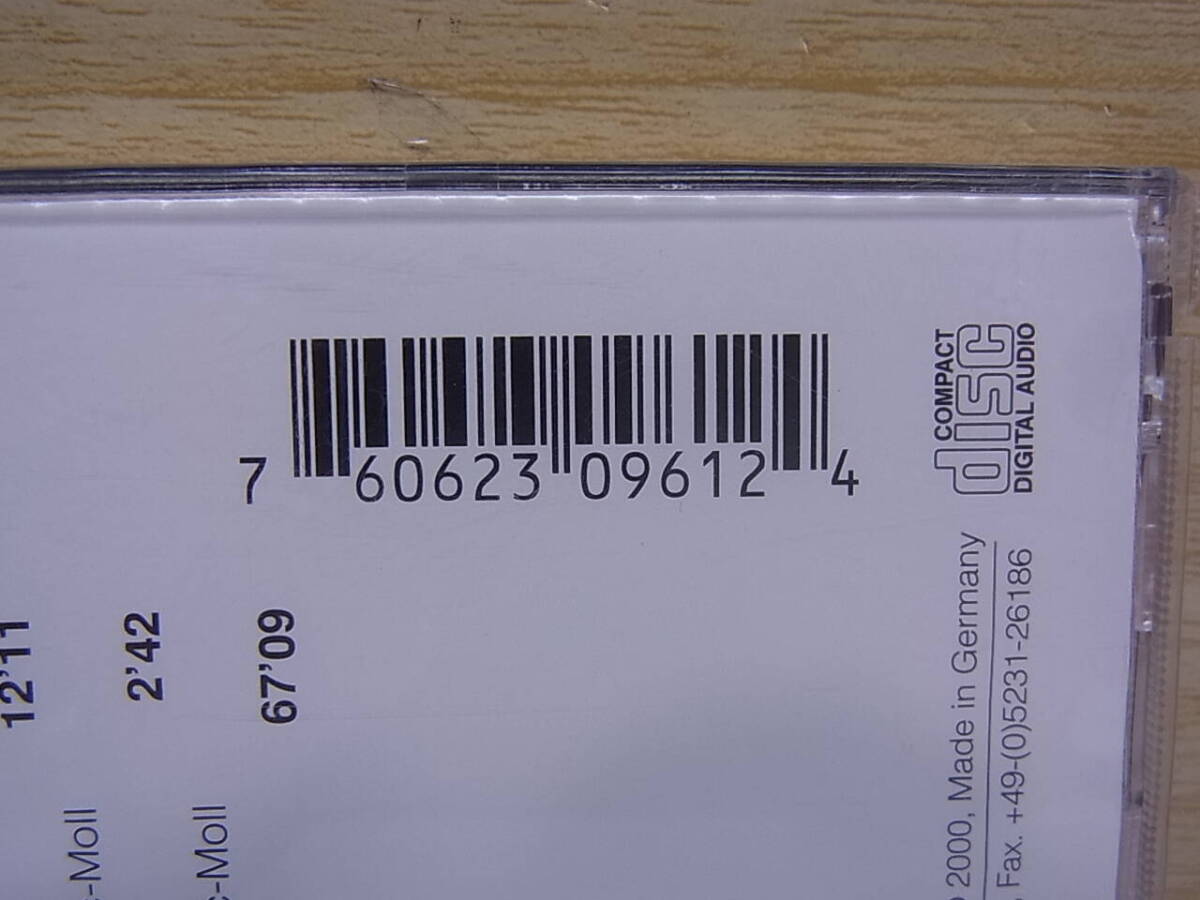 7 60623 09612 4
COMPACT
disc
DIGITAL AUDIO
12'11
2'42
67'09
-Moll
-Moll
2000, Made in Germany
Fax. +49-(0)5231-26186